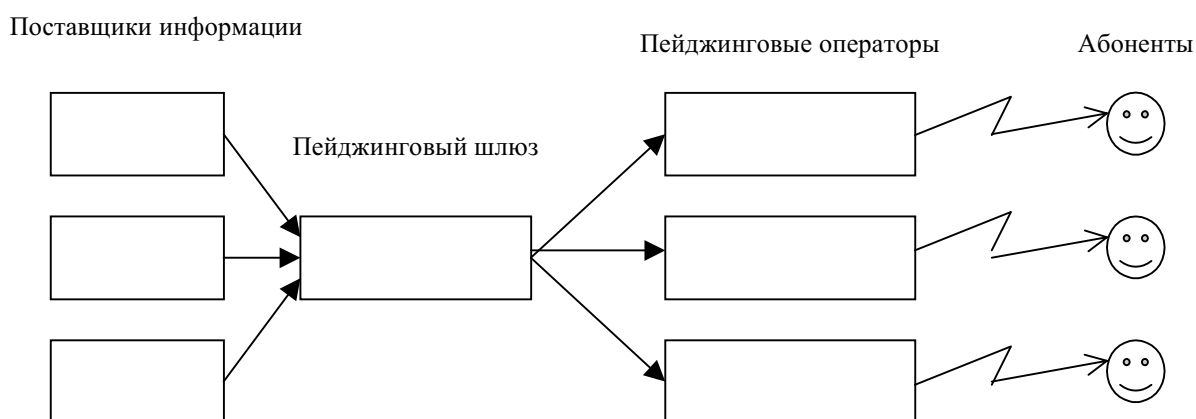 Поставщики информации
Пейджинговые операторы
Абоненты
Пейджинговый шлюз